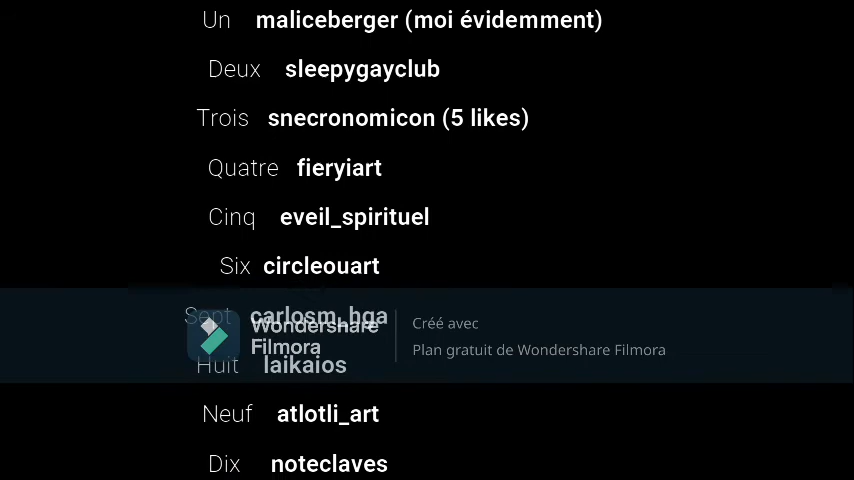 Un maliceberger (moi évidemment)
Deux sleepygayclub
Trois snecronomicon (5 likes)
Quatre fieryiart
Cinq eveil_spirituel
Six circleouart
Sept carlosm_hga
Wondershare Filmora
Créé avec
Plan gratuit de Wondershare Filmora
Huit laikaios
Neuf atlotli_art
Dix noteclaves